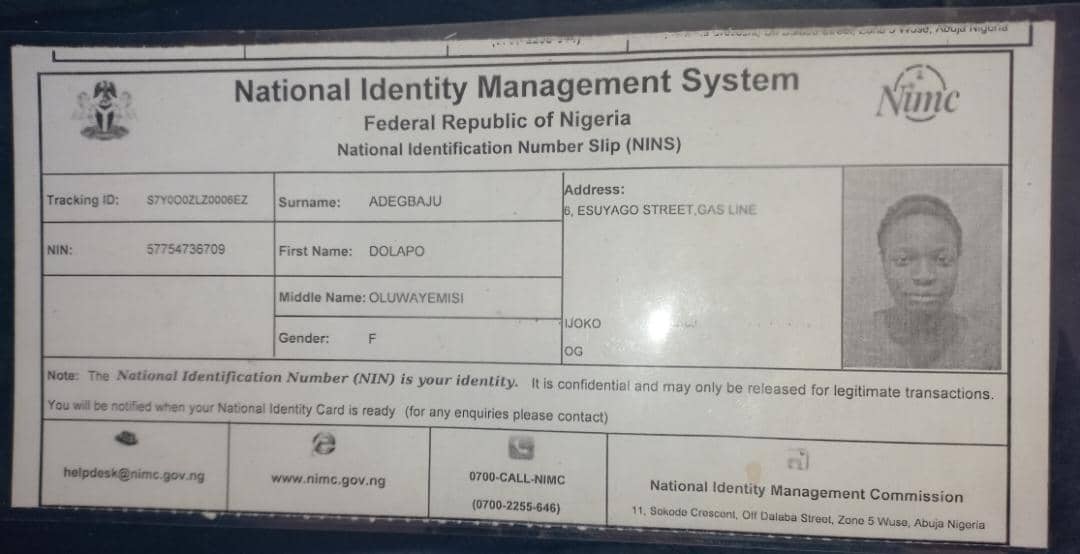 Wuse, Abuja Nigeria
National Identity Management System
Federal Republic of Nigeria
National Identification Number Slip (NINS)
Nimc
Tracking ID: S7Y0O0ZLZ0006EZ
Surname: ADEGBAJU
Address:
6, ESUYAGO STREET,GAS LINE
NIN: 57754736709
First Name: DOLAPO
Middle Name: OLUWAYEMISI
Gender: F
IJOKO
OG
Note: The National Identification Number (NIN) is your identity. It is confidential and may only be released for legitimate transactions.
You will be notified when your National Identity Card is ready (for any enquiries please contact)
helpdesk@nimc.gov.ng
www.nimc.gov.ng
0700-CALL-NIMC
(0700-2255-646)
National Identity Management Commission
11, Sokode Crescent, Off Dalaba Street, Zone 5 Wuse, Abuja Nigeria